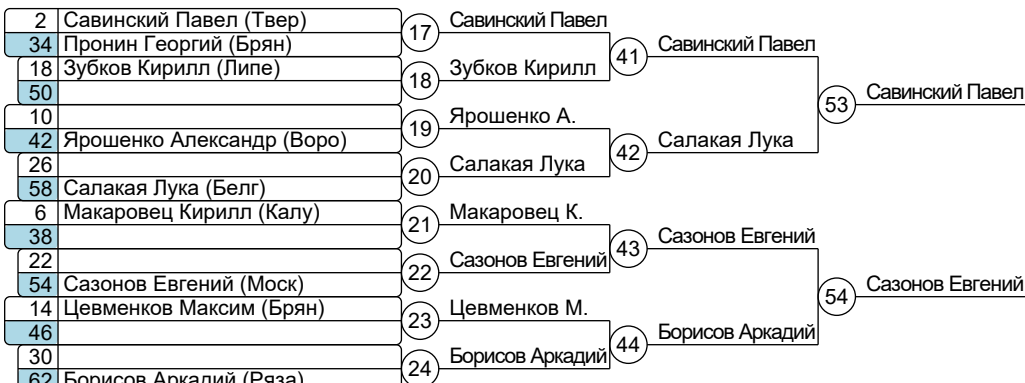 2 Савинский Павел (Твер)
34 Пронин Георгий (Брян)
18 Зубков Кирилл (Липе)
50
10
42 Ярошенко Александр (Воро)
26
58 Салакая Лука (Белг)
6 Макаровец Кирилл (Калу)
38
22
54 Сазонов Евгений (Моск)
14 Цевменков Максим (Брян)
46
30
62 Борисов Аркадий (Ряза)
17 Савинский Павел
18 Зубков Кирилл
19 Ярошенко А.
20 Салакая Лука
21 Макаровец К.
22 Сазонов Евгений
23 Цевменков М.
24 Борисов Аркадий
41 Савинский Павел
42 Салакая Лука
43 Сазонов Евгений
44 Борисов Аркадий
53 Савинский Павел
54 Сазонов Евгений